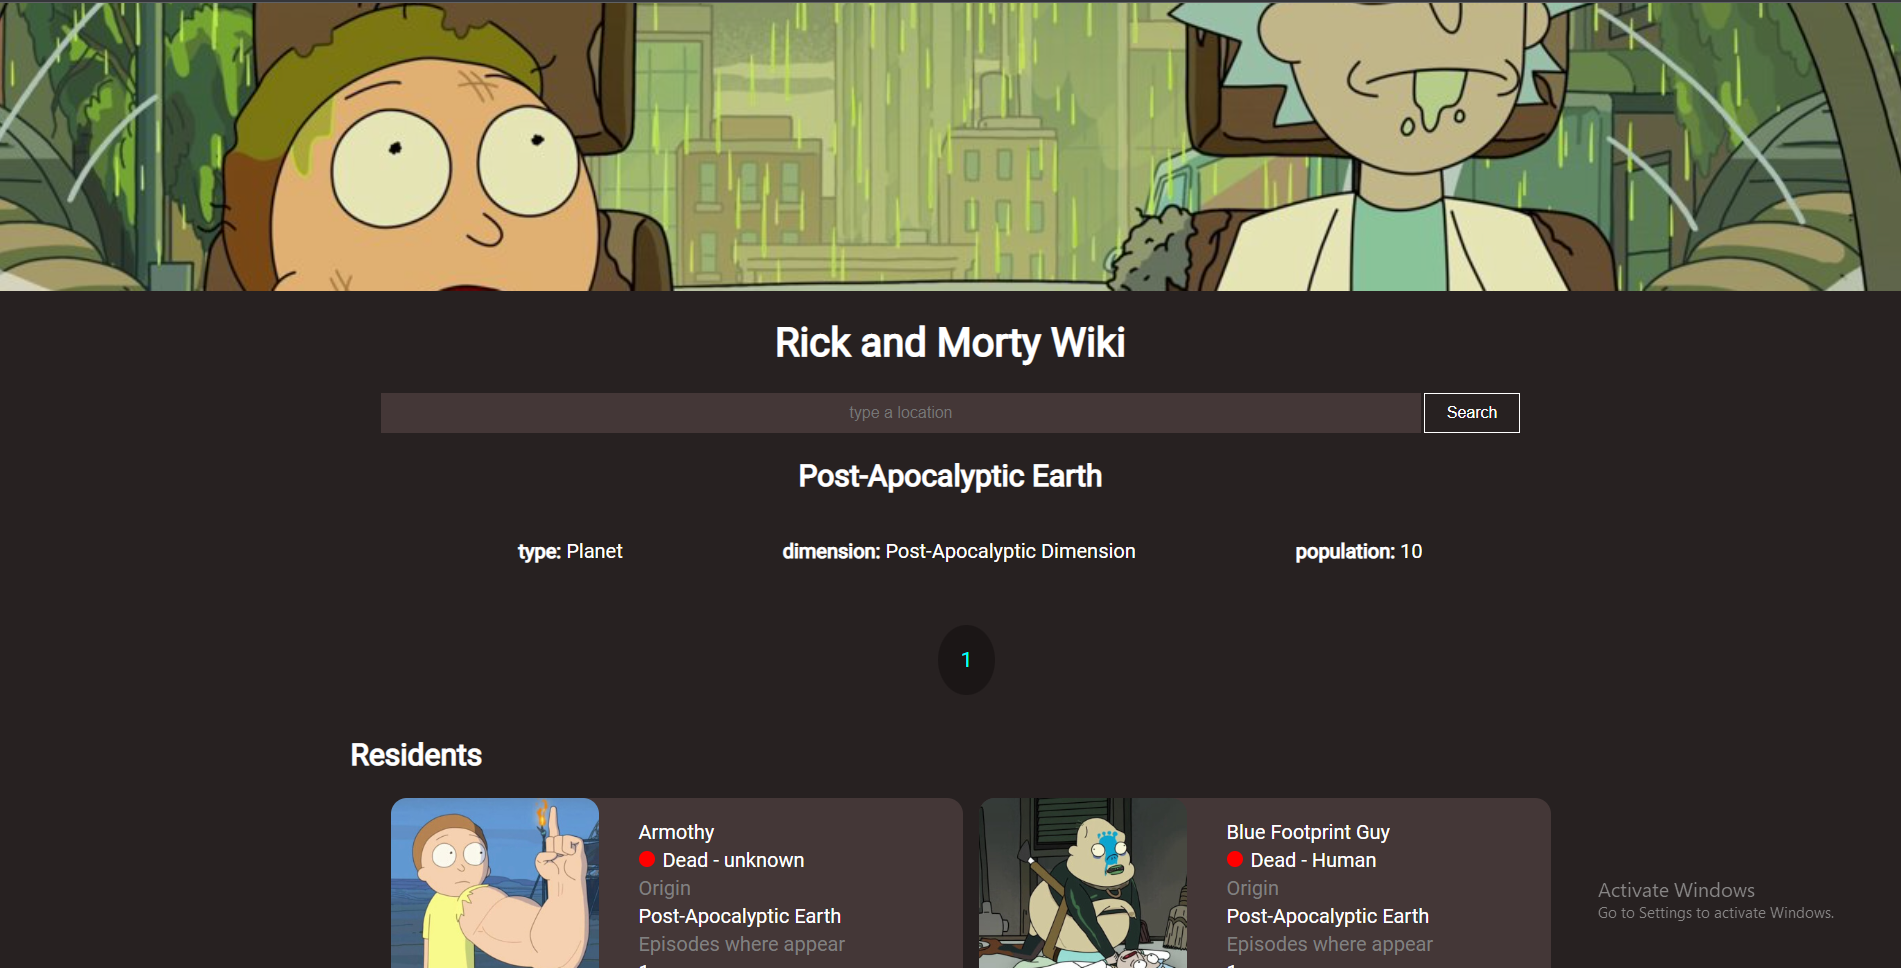 Rick and Morty Wiki
type a location
Search
Post-Apocalyptic Earth
type: Planet
dimension: Post-Apocalyptic Dimension
population: 10
1
Residents
Armothy
Dead - unknown
Origin
Post-Apocalyptic Earth
Episodes where appear
Blue Footprint Guy
Dead - Human
Origin
Post-Apocalyptic Earth
Episodes where appear
Activate Windows
Go to Settings to activate Windows.